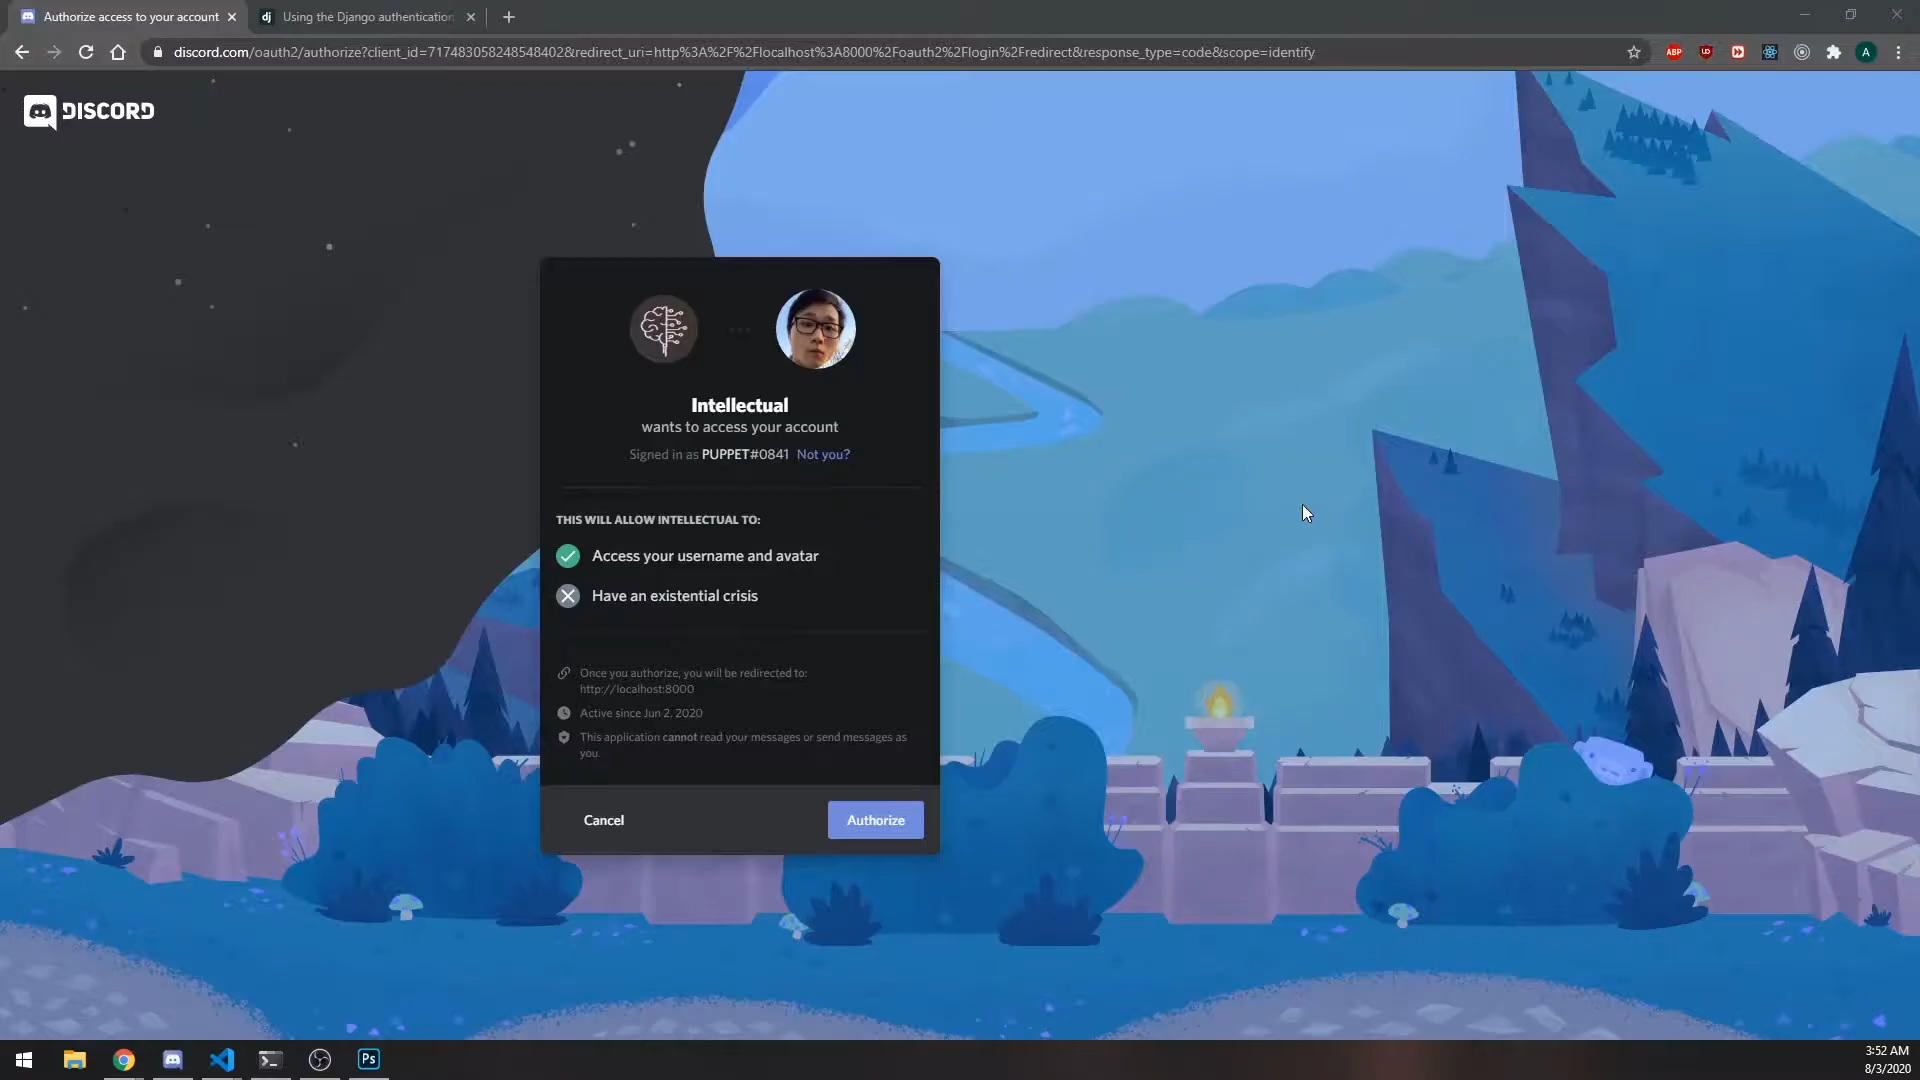 Authorize access to your account
Using the Django authentication
discord.com/oauth2/authorize?client_id=717483058248548402&redirect_uri=http%3A%2F%2Flocalhost%3A8000%2Foauth2%2Flogin%2Fredirect&response_type=code&scope=identify
ABP
A
DISCORD
Intellectual
wants to access your account
Signed in as PUPPET#0841 Not you?
THIS WILL ALLOW INTELLECTUAL TO:
Access your username and avatar
Have an existential crisis
Once you authorize, you will be redirected to:
http://localhost:8000
Active since Jun 2, 2020
This application cannot read your messages or send messages as
you.
Cancel
Authorize
Ps
3:52 AM
8/3/2020